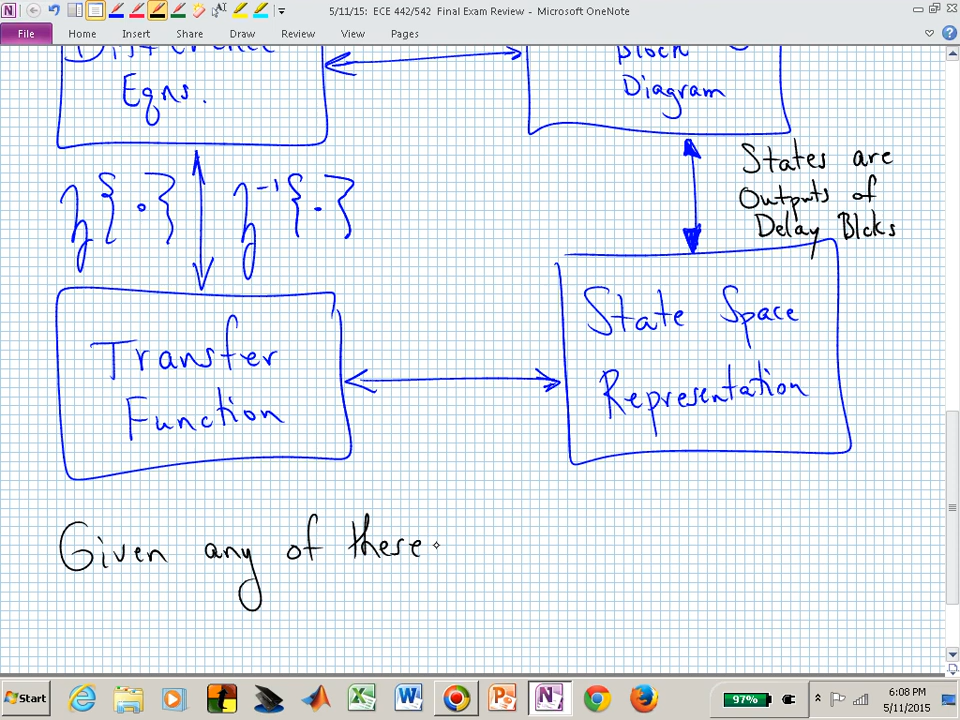 5/11/15: ECE 442/542 Final Exam Review - Microsoft OneNote
File Home Insert Share Draw Review View Pages
Difference
Eqns.
Block
Diagram
States are
Outputs of
Delay Blcks
z{·} z⁻¹{·}
Transfer
Function
State Space
Representation
Given any of these
Start
97%
6:08 PM
5/11/2015